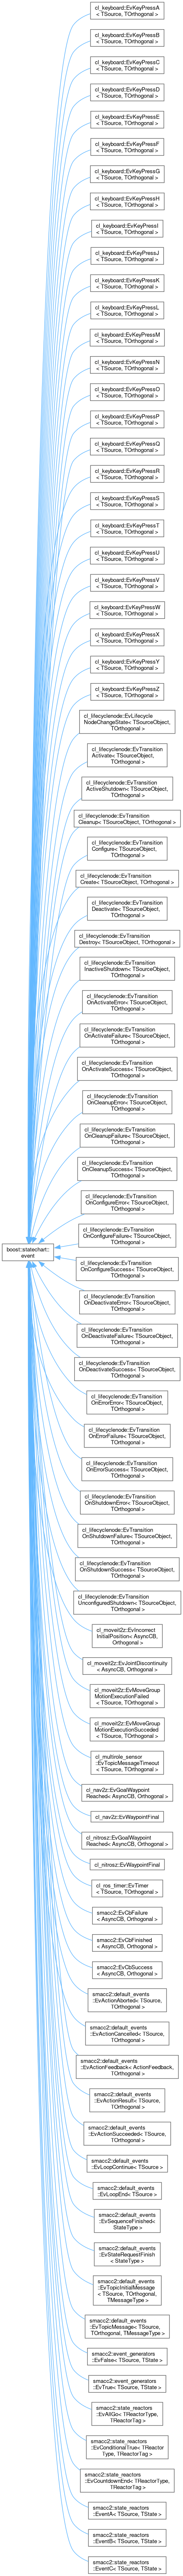 cl_keyboard::EvKeyPressA
< TSource, TOrthogonal >
cl_keyboard::EvKeyPressB
< TSource, TOrthogonal >
cl_keyboard::EvKeyPressC
< TSource, TOrthogonal >
cl_keyboard::EvKeyPressD
< TSource, TOrthogonal >
cl_keyboard::EvKeyPressE
< TSource, TOrthogonal >
cl_keyboard::EvKeyPressF
< TSource, TOrthogonal >
cl_keyboard::EvKeyPressG
< TSource, TOrthogonal >
cl_keyboard::EvKeyPressH
< TSource, TOrthogonal >
cl_keyboard::EvKeyPressI
< TSource, TOrthogonal >
cl_keyboard::EvKeyPressJ
< TSource, TOrthogonal >
cl_keyboard::EvKeyPressK
< TSource, TOrthogonal >
cl_keyboard::EvKeyPressL
< TSource, TOrthogonal >
cl_keyboard::EvKeyPressM
< TSource, TOrthogonal >
cl_keyboard::EvKeyPressN
< TSource, TOrthogonal >
cl_keyboard::EvKeyPressO
< TSource, TOrthogonal >
cl_keyboard::EvKeyPressP
< TSource, TOrthogonal >
cl_keyboard::EvKeyPressQ
< TSource, TOrthogonal >
cl_keyboard::EvKeyPressR
< TSource, TOrthogonal >
cl_keyboard::EvKeyPressS
< TSource, TOrthogonal >
cl_keyboard::EvKeyPressT
< TSource, TOrthogonal >
cl_keyboard::EvKeyPressU
< TSource, TOrthogonal >
cl_keyboard::EvKeyPressV
< TSource, TOrthogonal >
cl_keyboard::EvKeyPressW
< TSource, TOrthogonal >
cl_keyboard::EvKeyPressX
< TSource, TOrthogonal >
cl_keyboard::EvKeyPressY
< TSource, TOrthogonal >
cl_keyboard::EvKeyPressZ
< TSource, TOrthogonal >
cl_lifecyclenode::EvLifecycle
NodeChangeState< TSourceObject,
TOrthogonal >
cl_lifecyclenode::EvTransition
Activate< TSourceObject,
TOrthogonal >
cl_lifecyclenode::EvTransition
ActiveShutdown< TSourceObject,
TOrthogonal >
cl_lifecyclenode::EvTransition
Cleanup< TSourceObject, TOrthogonal >
cl_lifecyclenode::EvTransition
Configure< TSourceObject,
TOrthogonal >
cl_lifecyclenode::EvTransition
Create< TSourceObject, TOrthogonal >
cl_lifecyclenode::EvTransition
Deactivate< TSourceObject,
TOrthogonal >
cl_lifecyclenode::EvTransition
Destroy< TSourceObject, TOrthogonal >
cl_lifecyclenode::EvTransition
InactiveShutdown< TSourceObject,
TOrthogonal >
cl_lifecyclenode::EvTransition
OnActivateError< TSourceObject,
TOrthogonal >
cl_lifecyclenode::EvTransition
OnActivateFailure< TSourceObject,
TOrthogonal >
cl_lifecyclenode::EvTransition
OnActivateSuccess< TSourceObject,
TOrthogonal >
cl_lifecyclenode::EvTransition
OnCleanupError< TSourceObject,
TOrthogonal >
cl_lifecyclenode::EvTransition
OnCleanupFailure< TSourceObject,
TOrthogonal >
cl_lifecyclenode::EvTransition
OnCleanupSuccess< TSourceObject,
TOrthogonal >
cl_lifecyclenode::EvTransition
OnConfigureError< TSourceObject,
TOrthogonal >
boost::statechart::
event
cl_lifecyclenode::EvTransition
OnConfigureFailure< TSourceObject,
TOrthogonal >
cl_lifecyclenode::EvTransition
OnConfigureSuccess< TSourceObject,
TOrthogonal >
cl_lifecyclenode::EvTransition
OnDeactivateError< TSourceObject,
TOrthogonal >
cl_lifecyclenode::EvTransition
OnDeactivateFailure< TSourceObject,
TOrthogonal >
cl_lifecyclenode::EvTransition
OnDeactivateSuccess< TSourceObject,
TOrthogonal >
cl_lifecyclenode::EvTransition
OnErrorError< TSourceObject,
TOrthogonal >
cl_lifecyclenode::EvTransition
OnErrorFailure< TSourceObject,
TOrthogonal >
cl_lifecyclenode::EvTransition
OnErrorSuccess< TSourceObject,
TOrthogonal >
cl_lifecyclenode::EvTransition
OnShutdownError< TSourceObject,
TOrthogonal >
cl_lifecyclenode::EvTransition
OnShutdownFailure< TSourceObject,
TOrthogonal >
cl_lifecyclenode::EvTransition
OnShutdownSuccess< TSourceObject,
TOrthogonal >
cl_lifecyclenode::EvTransition
UnconfiguredShutdown< TSourceObject,
TOrthogonal >
cl_moveit2z::EvIncorrect
InitialPosition< AsyncCB,
Orthogonal >
cl_moveit2z::EvJointDiscontinuity
< AsyncCB, Orthogonal >
cl_moveit2z::EvMoveGroup
MotionExecutionFailed
< TSource, TOrthogonal >
cl_moveit2z::EvMoveGroup
MotionExecutionSucceded
< TSource, TOrthogonal >
cl_multirole_sensor
::EvTopicMessageTimeout
< TSource, TOrthogonal >
cl_nav2z::EvGoalWaypoint
Reached< AsyncCB, Orthogonal >
cl_nav2z::EvWaypointFinal
cl_nitrosz::EvGoalWaypoint
Reached< AsyncCB, Orthogonal >
cl_nitrosz::EvWaypointFinal
cl_ros_timer::EvTimer
< TSource, TOrthogonal >
smacc2::EvCbFailure
< AsyncCB, Orthogonal >
smacc2::EvCbFinished
< AsyncCB, Orthogonal >
smacc2::EvCbSuccess
< AsyncCB, Orthogonal >
smacc2::default_events
::EvActionAborted< TSource,
TOrthogonal >
smacc2::default_events
::EvActionCancelled< TSource,
TOrthogonal >
smacc2::default_events
::EvActionFeedback< ActionFeedback,
TOrthogonal >
smacc2::default_events
::EvActionResult< TSource,
TOrthogonal >
smacc2::default_events
::EvActionSucceeded< TSource,
TOrthogonal >
smacc2::default_events
::EvLoopContinue< TSource >
smacc2::default_events
::EvLoopEnd< TSource >
smacc2::default_events
::EvSequenceFinished<
StateType >
smacc2::default_events
::EvStateRequestFinish
< StateType >
smacc2::default_events
::EvTopicInitialMessage
< TSource, TOrthogonal,
TMessageType >
smacc2::default_events
::EvTopicMessage< TSource,
TOrthogonal, TMessageType >
smacc2::event_generators
::EvFalse< TSource, TState >
smacc2::event_generators
::EvTrue< TSource, TState >
smacc2::state_reactors
::EvAllGo< TReactorType,
TReactorTag >
smacc2::state_reactors
::EvConditionalTrue< TReactor
Type, TReactorTag >
smacc2::state_reactors
::EvCountdownEnd< TReactorType,
TReactorTag >
smacc2::state_reactors
::EventA< TSource, TState >
smacc2::state_reactors
::EventB< TSource, TState >
smacc2::state_reactors
::EventC< TSource, TState >